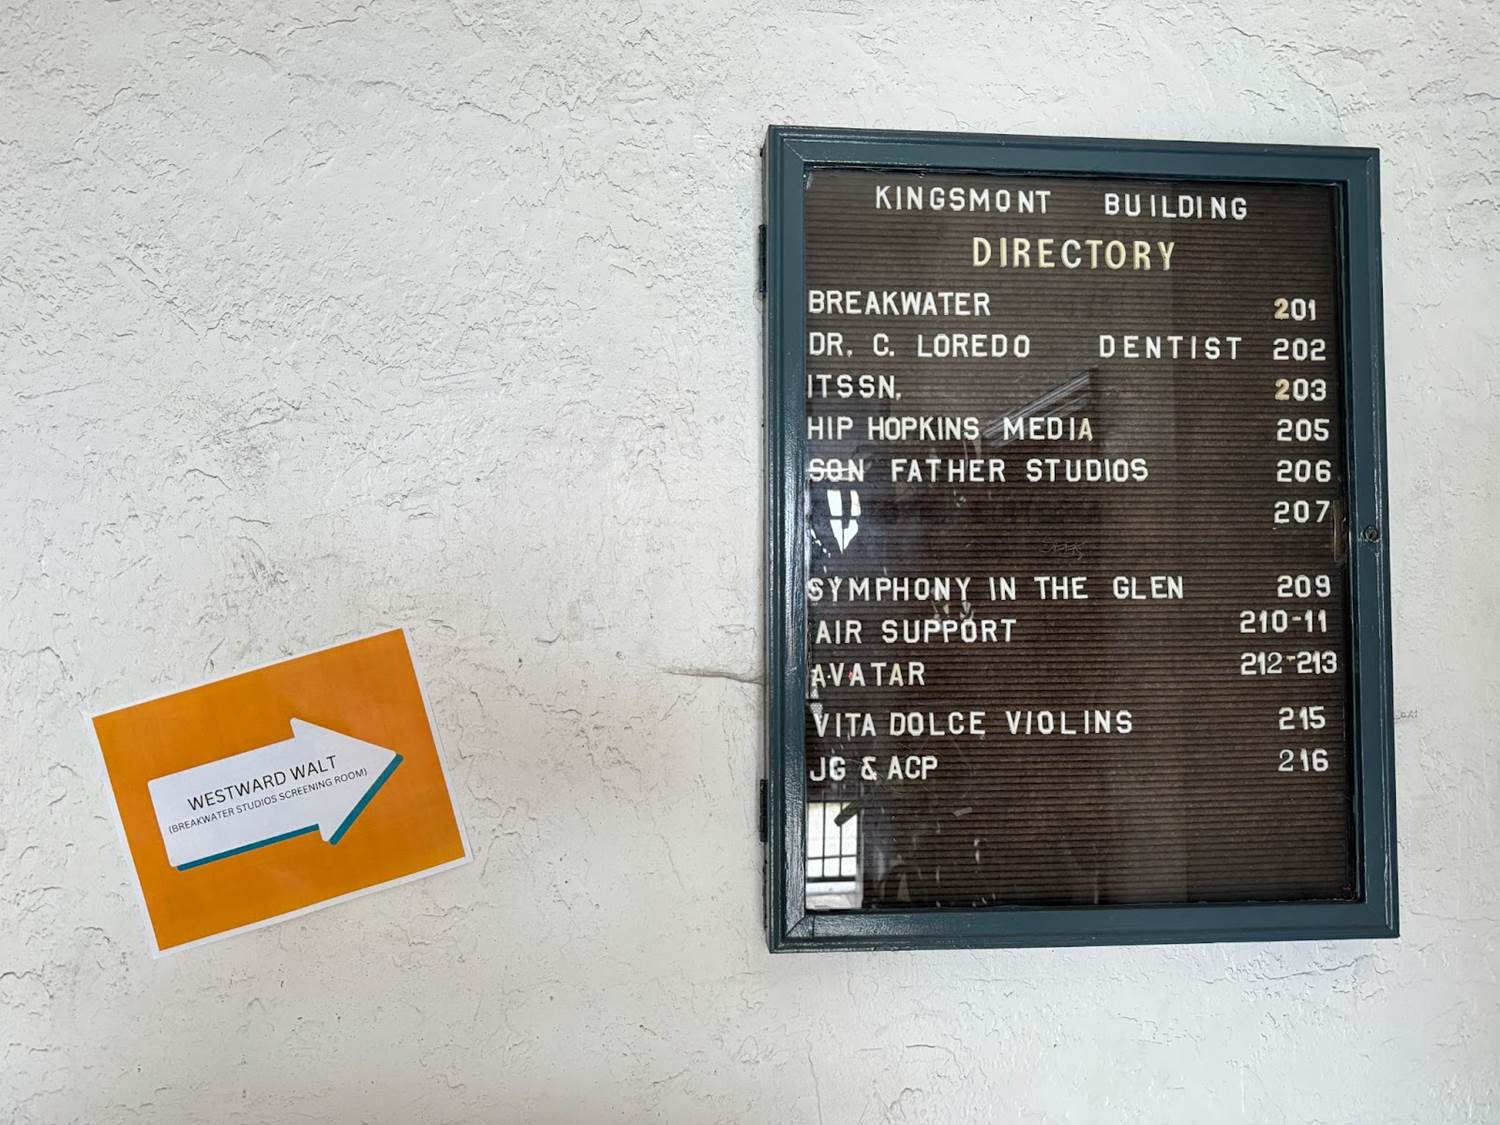 KINGSMONT BUILDING
DIRECTORY
BREAKWATER 201
DR. C. LOREDO DENTIST 202
ITSSN. 203
HIP HOPKINS MEDIA 205
SON FATHER STUDIOS 206
207
SYMPHONY IN THE GLEN 209
AIR SUPPORT 210-11
AVATAR 212-213
VITA DOLCE VIOLINS 215
JG & ACP 216
WESTWARD WALT
(BREAKWATER STUDIOS SCREENING ROOM)